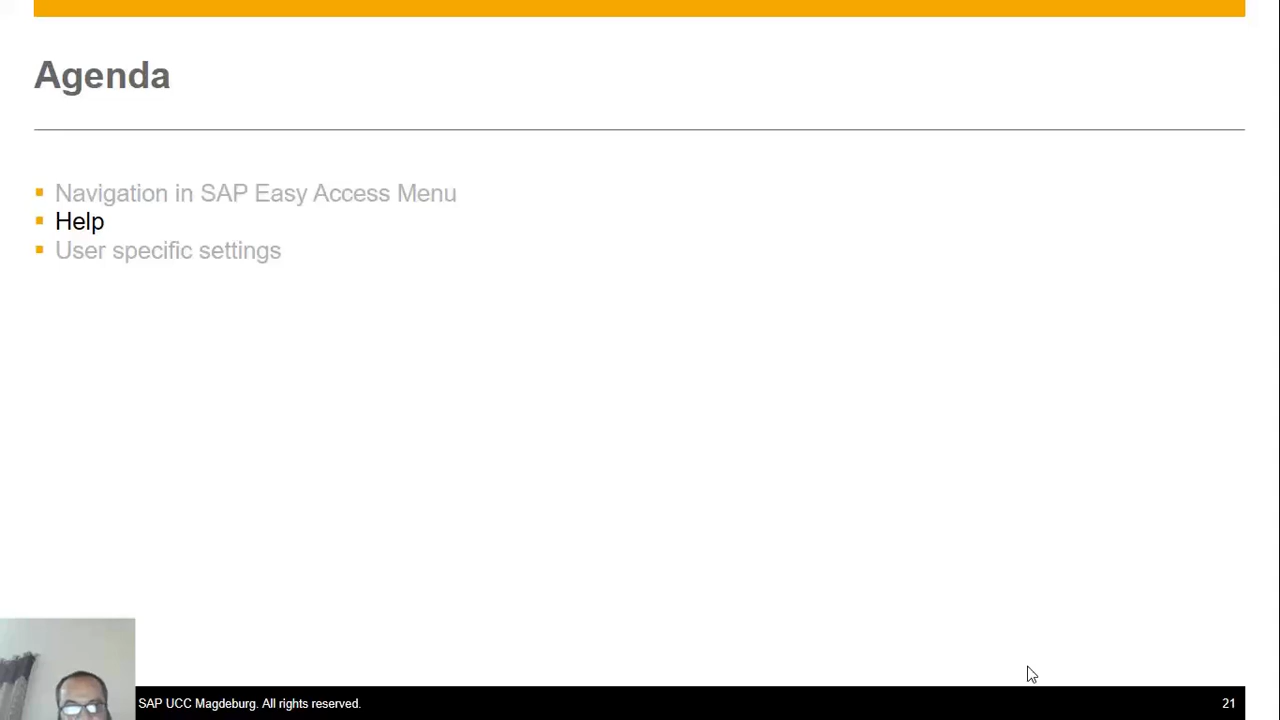 Agenda
Navigation in SAP Easy Access Menu
Help
User specific settings
SAP UCC Magdeburg. All rights reserved.
21